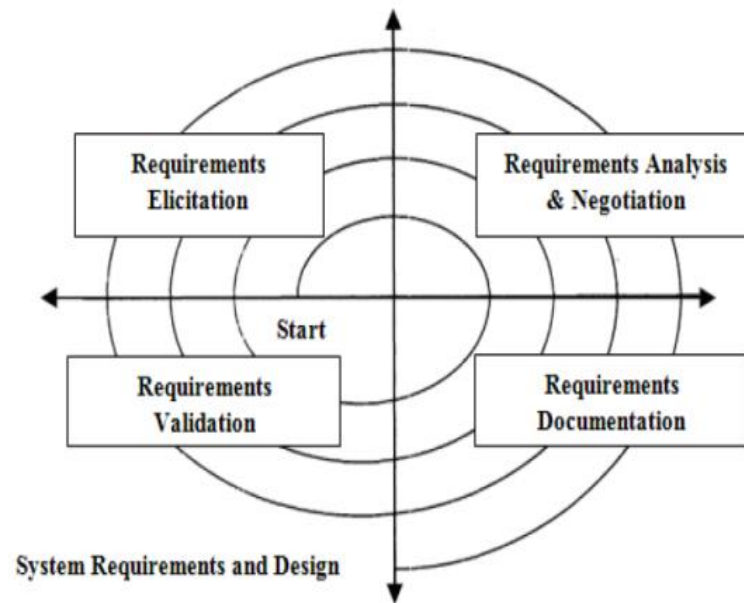 Requirements
Elicitation
Requirements Analysis
& Negotiation
Start
Requirements
Validation
Requirements
Documentation
System Requirements and Design